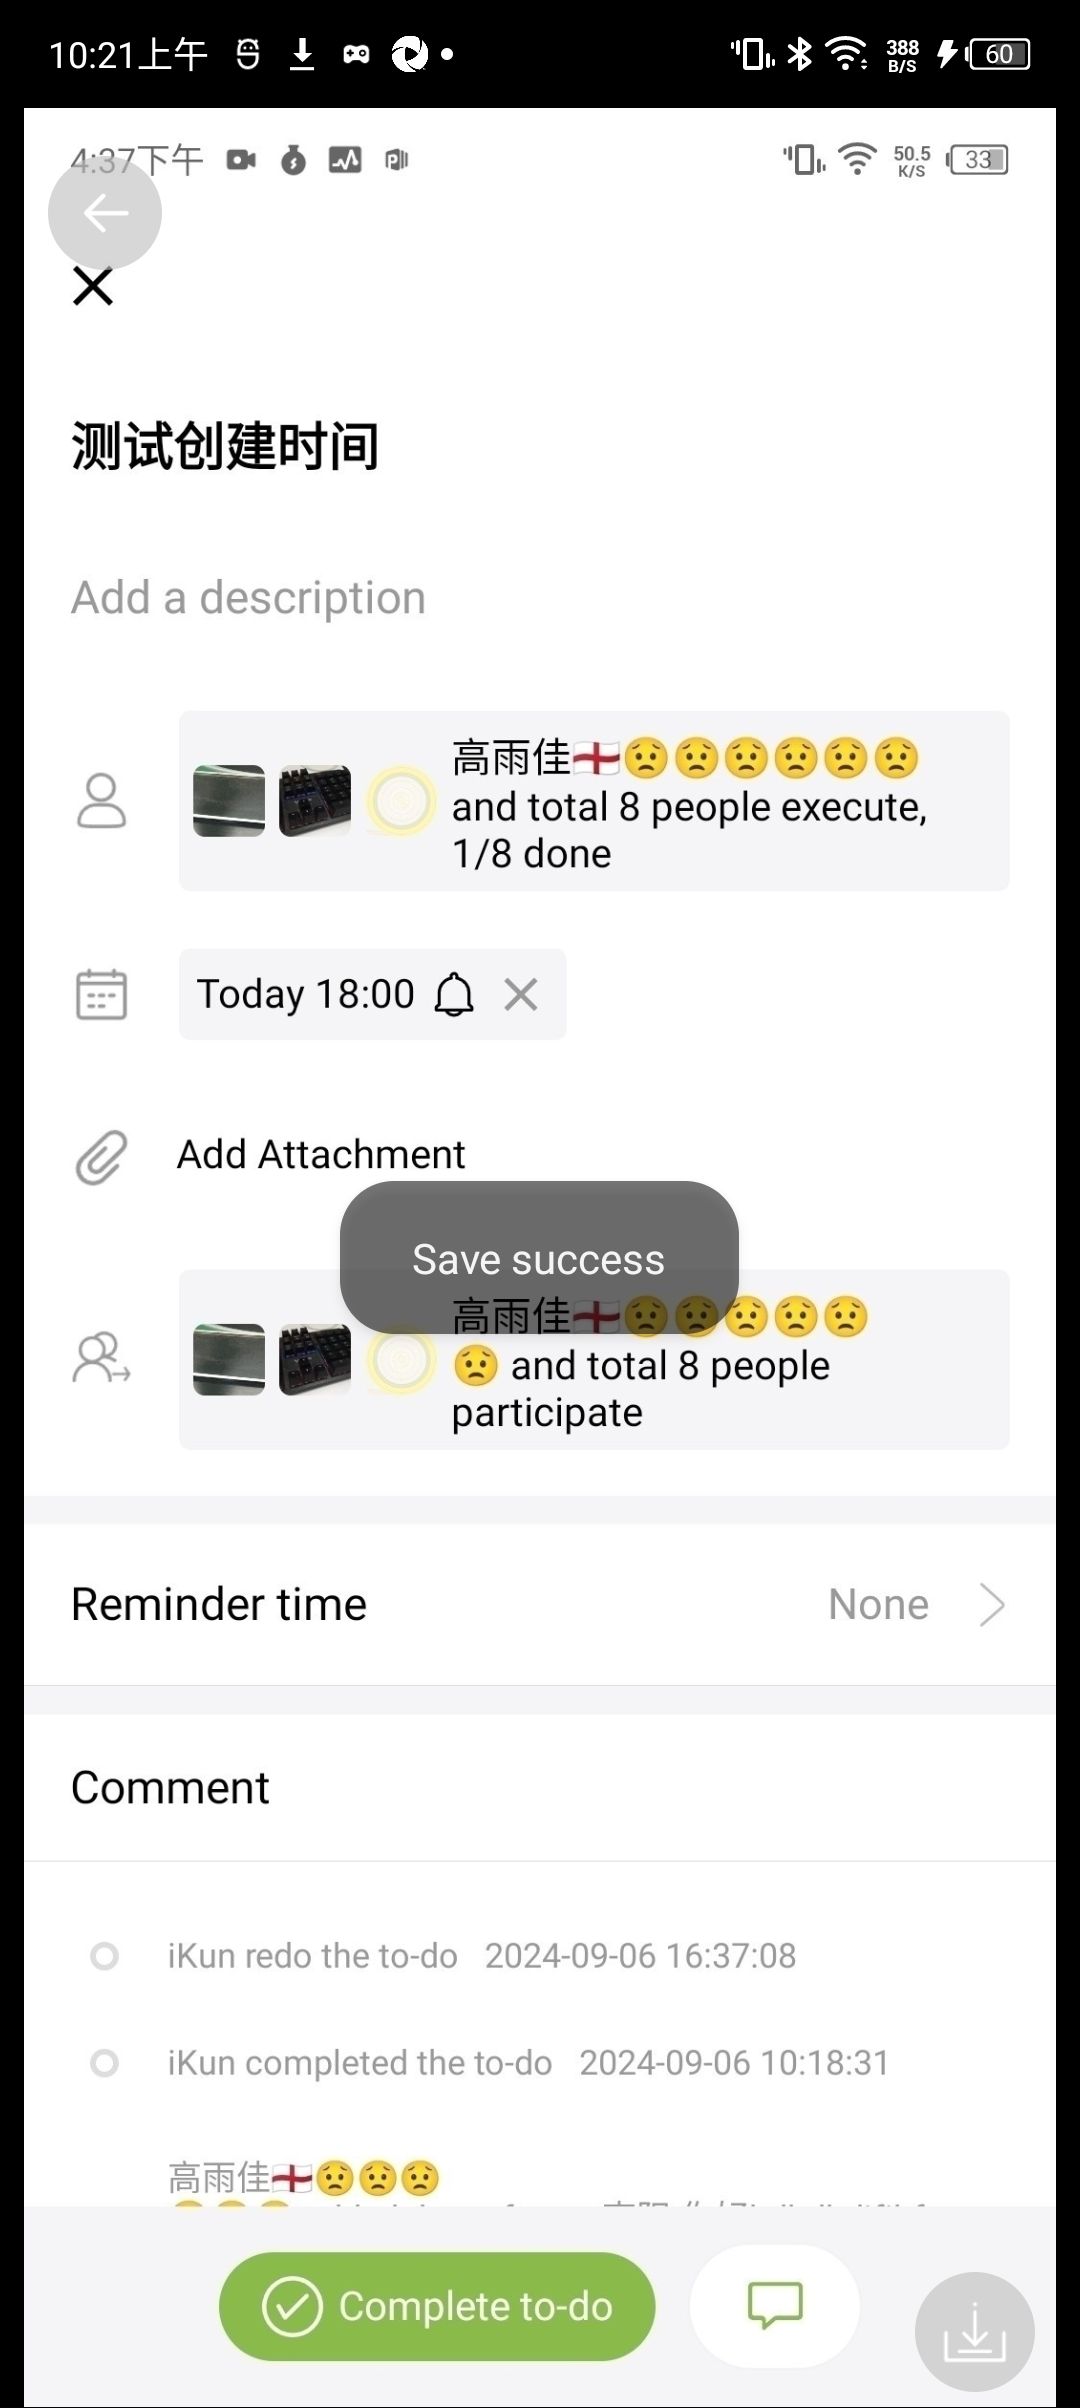 10:21上午
388
B/S
60
4:37下午
50.5
K/S
33
测试创建时间
Add a description
高雨佳🏴󠁧󠁢󠁥󠁮󠁧󠁿😟😟😟😟😟😟
and total 8 people execute,
1/8 done
Today 18:00
Add Attachment
Save success
高雨佳🏴󠁧󠁢󠁥󠁮󠁧󠁿😟😟😟😟😟
😟 and total 8 people
participate
Reminder time None
Comment
iKun redo the to-do 2024-09-06 16:37:08
iKun completed the to-do 2024-09-06 10:18:31
高雨佳🏴󠁧󠁢󠁥󠁮󠁧󠁿😟😟😟
Complete to-do